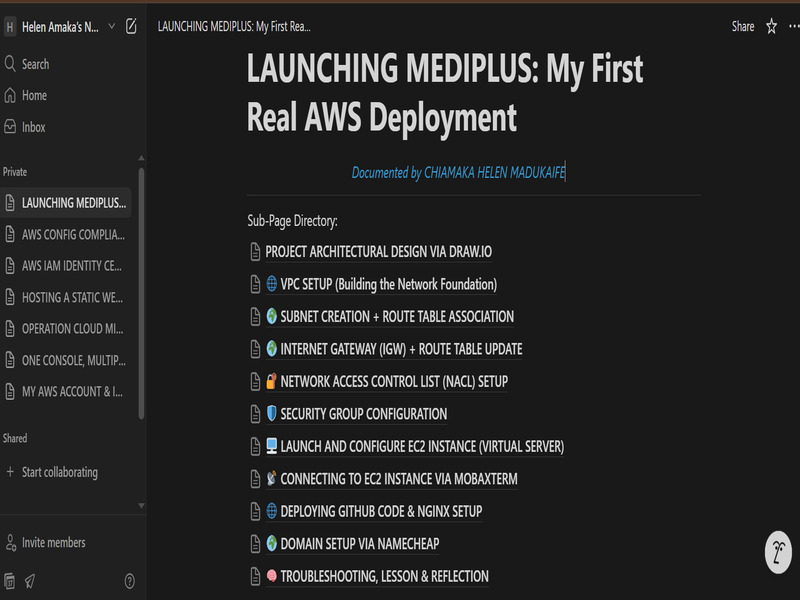 H Helen Amaka's N...
Search
Home
Inbox
Private
LAUNCHING MEDIPLUS...
AWS CONFIG COMPLIA...
AWS IAM IDENTITY CE...
HOSTING A STATIC WE...
OPERATION CLOUD MI...
ONE CONSOLE, MULTIP...
MY AWS ACCOUNT & I...
Shared
+ Start collaborating
Invite members
LAUNCHING MEDIPLUS: My First Rea...
Share
LAUNCHING MEDIPLUS: My First
Real AWS Deployment
Documented by CHIAMAKA HELEN MADUKAIFE
Sub-Page Directory:
PROJECT ARCHITECTURAL DESIGN VIA DRAW.IO
VPC SETUP (Building the Network Foundation)
SUBNET CREATION + ROUTE TABLE ASSOCIATION
INTERNET GATEWAY (IGW) + ROUTE TABLE UPDATE
NETWORK ACCESS CONTROL LIST (NACL) SETUP
SECURITY GROUP CONFIGURATION
LAUNCH AND CONFIGURE EC2 INSTANCE (VIRTUAL SERVER)
CONNECTING TO EC2 INSTANCE VIA MOBAXTERM
DEPLOYING GITHUB CODE & NGINX SETUP
DOMAIN SETUP VIA NAMECHEAP
TROUBLESHOOTING, LESSON & REFLECTION